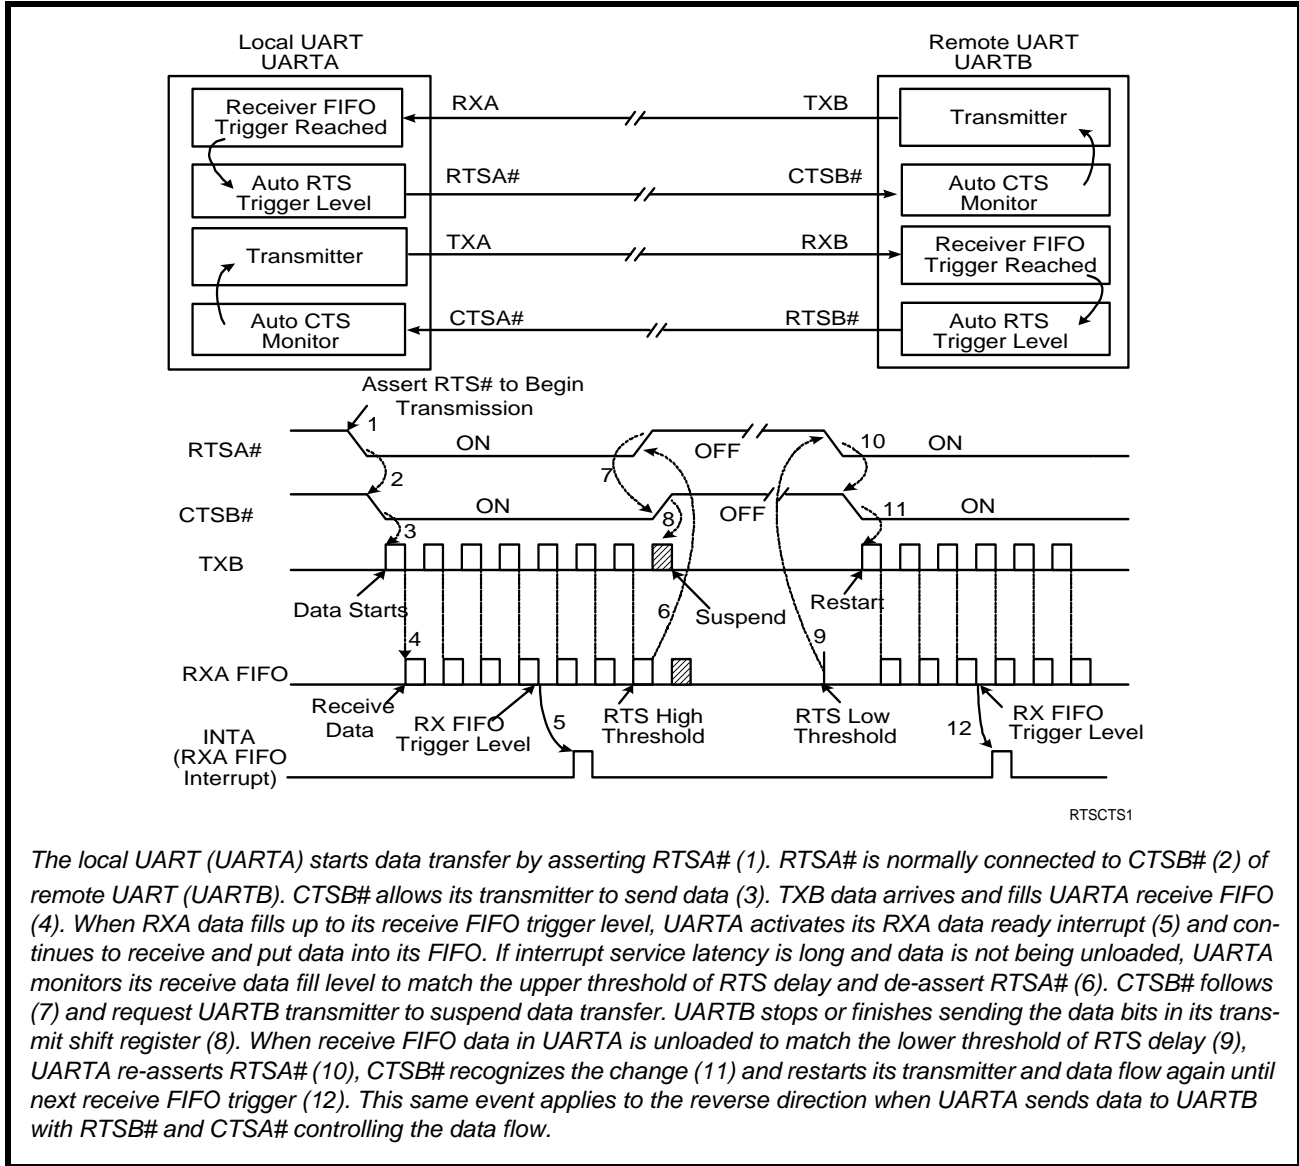 Local UART
UARTA
Remote UART
UARTB
Receiver FIFO
Trigger Reached
RXA
TXB
Transmitter
Auto RTS
Trigger Level
RTSA#
CTSB#
Auto CTS
Monitor
Transmitter
TXA
RXB
Receiver FIFO
Trigger Reached
Auto CTS
Monitor
CTSA#
RTSB#
Auto RTS
Trigger Level
Assert RTS# to Begin
Transmission
1
RTSA#
ON
OFF
10
ON
2
7
CTSB#
ON
8
OFF
11
ON
3
TXB
Data Starts
Suspend
Restart
4
6
9
RXA FIFO
Receive
Data
RX FIFO
Trigger Level
5
RTS High
Threshold
RTS Low
Threshold
12
RX FIFO
Trigger Level
INTA
(RXA FIFO
Interrupt)
RTSCTS1
The local UART (UARTA) starts data transfer by asserting RTSA# (1). RTSA# is normally connected to CTSB# (2) of
remote UART (UARTB). CTSB# allows its transmitter to send data (3). TXB data arrives and fills UARTA receive FIFO
(4). When RXA data fills up to its receive FIFO trigger level, UARTA activates its RXA data ready interrupt (5) and con-
tinues to receive and put data into its FIFO. If interrupt service latency is long and data is not being unloaded, UARTA
monitors its receive data fill level to match the upper threshold of RTS delay and de-assert RTSA# (6). CTSB# follows
(7) and request UARTB transmitter to suspend data transfer. UARTB stops or finishes sending the data bits in its trans-
mit shift register (8). When receive FIFO data in UARTA is unloaded to match the lower threshold of RTS delay (9),
UARTA re-asserts RTSA# (10), CTSB# recognizes the change (11) and restarts its transmitter and data flow again until
next receive FIFO trigger (12). This same event applies to the reverse direction when UARTA sends data to UARTB
with RTSB# and CTSA# controlling the data flow.